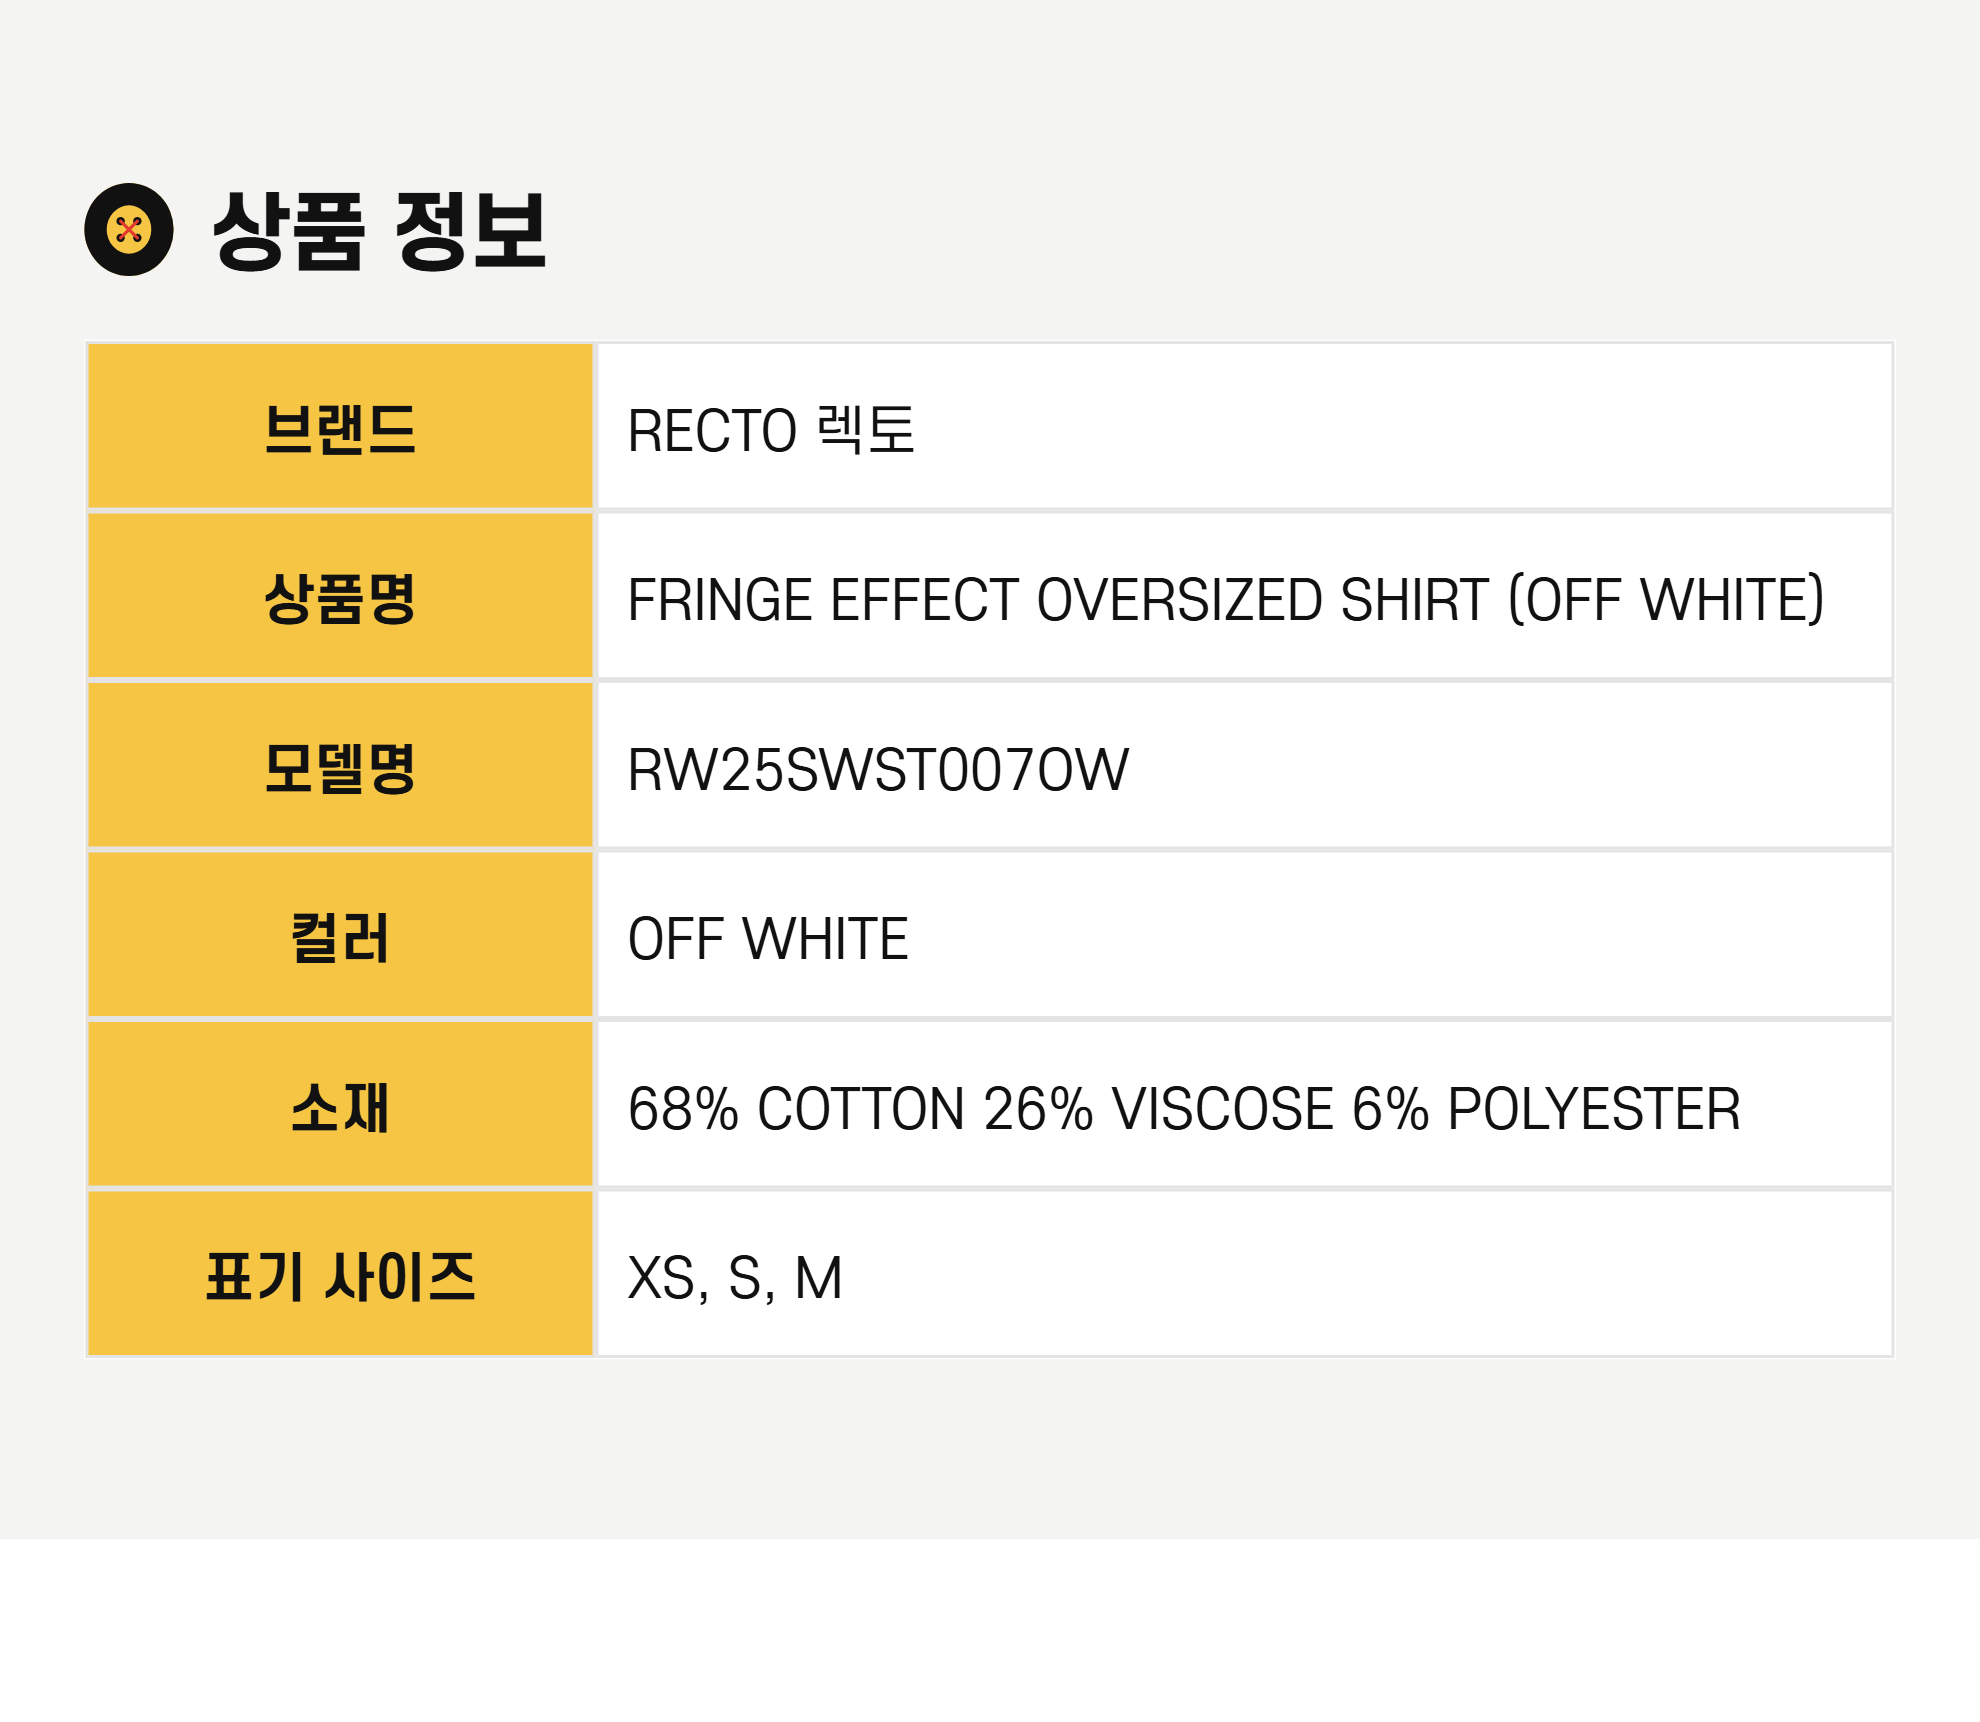 상품 정보
브랜드 RECTO 렉토
상품명 FRINGE EFFECT OVERSIZED SHIRT (OFF WHITE)
모델명 RW25SWST007OW
컬러 OFF WHITE
소재 68% COTTON 26% VISCOSE 6% POLYESTER
표기 사이즈 XS, S, M